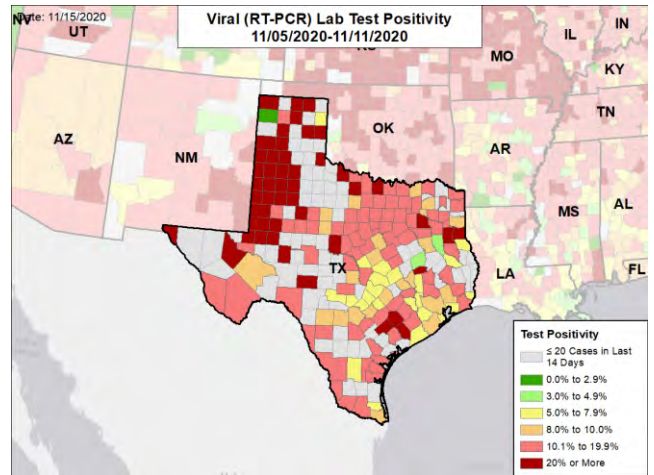 Date: 11/15/2020
Viral (RT-PCR) Lab Test Positivity
11/05/2020-11/11/2020
NV
UT
MO
IL
IN
KY
TN
AZ
NM
OK
AR
MS
AL
TX
LA
FL
Test Positivity
≤ 20 Cases in Last
14 Days
0.0% to 2.9%
3.0% to 4.9%
5.0% to 7.9%
8.0% to 10.0%
10.1% to 19.9%
20% or More